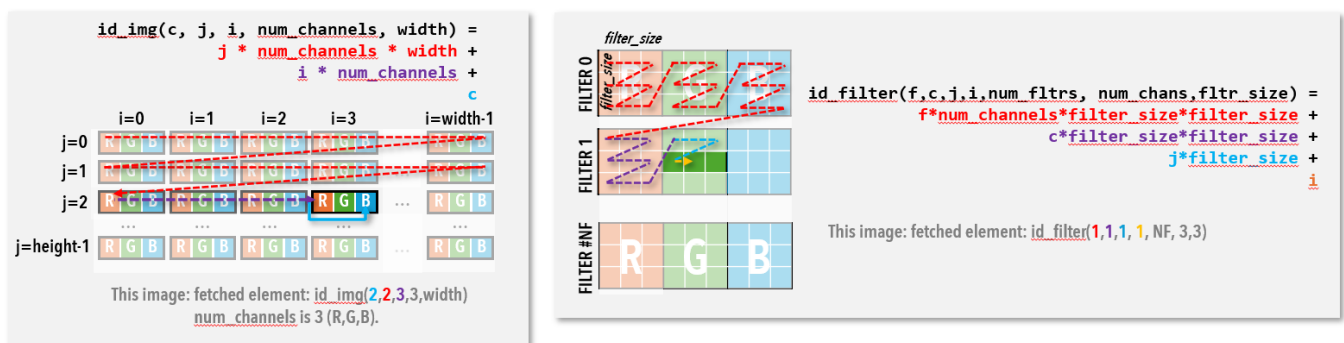 id_img(c, j, i, num_channels, width) =
j * num_channels * width +
i * num_channels +
c
i=0 i=1 i=2 i=3 i=width-1
j=0 R G B R G B R G B R G B R G B
j=1 R G B R G B R G B R G B R G B
j=2 R G B R G B R G B R G B ... R G B
... ... ... ... ...
j=height-1 R G B R G B R G B R G B ... R G B
This image: fetched element: id_img(2,2,3,3,width)
num_channels is 3 (R,G,B).
filter_size
filter_size
FILTER 0 R G B
FILTER 1
FILTER #NF R G B
id_filter(f,c,j,i,num_fltrs, num_chans,fltr_size) =
f*num_channels*filter_size*filter_size +
c*filter_size*filter_size +
j*filter_size +
i
This image: fetched element: id_filter(1,1,1, 1, NF, 3,3)